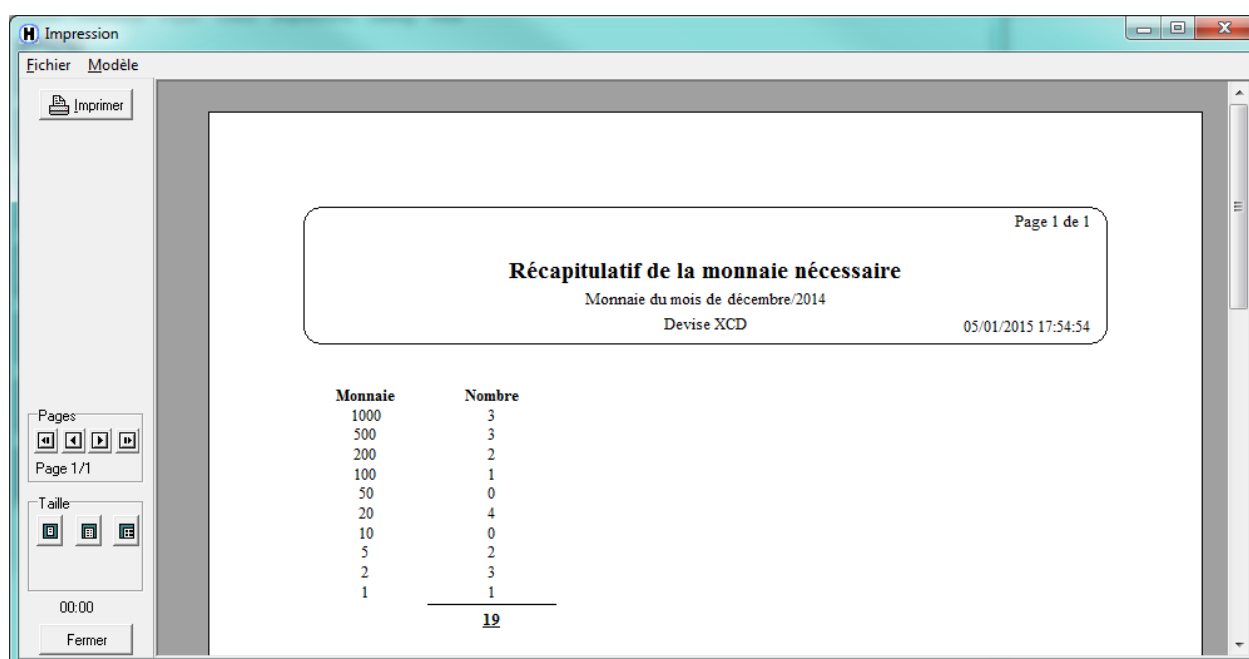 Impression
Fichier Modèle
Imprimer
Page 1 de 1
Récapitulatif de la monnaie nécessaire
Monnaie du mois de décembre/2014
Devise XCD
05/01/2015 17:54:54
Monnaie Nombre
1000 3
500 3
200 2
100 1
50 0
20 4
10 0
5 2
2 3
1 1
19
Pages
Page 1/1
Taille
00:00
Fermer